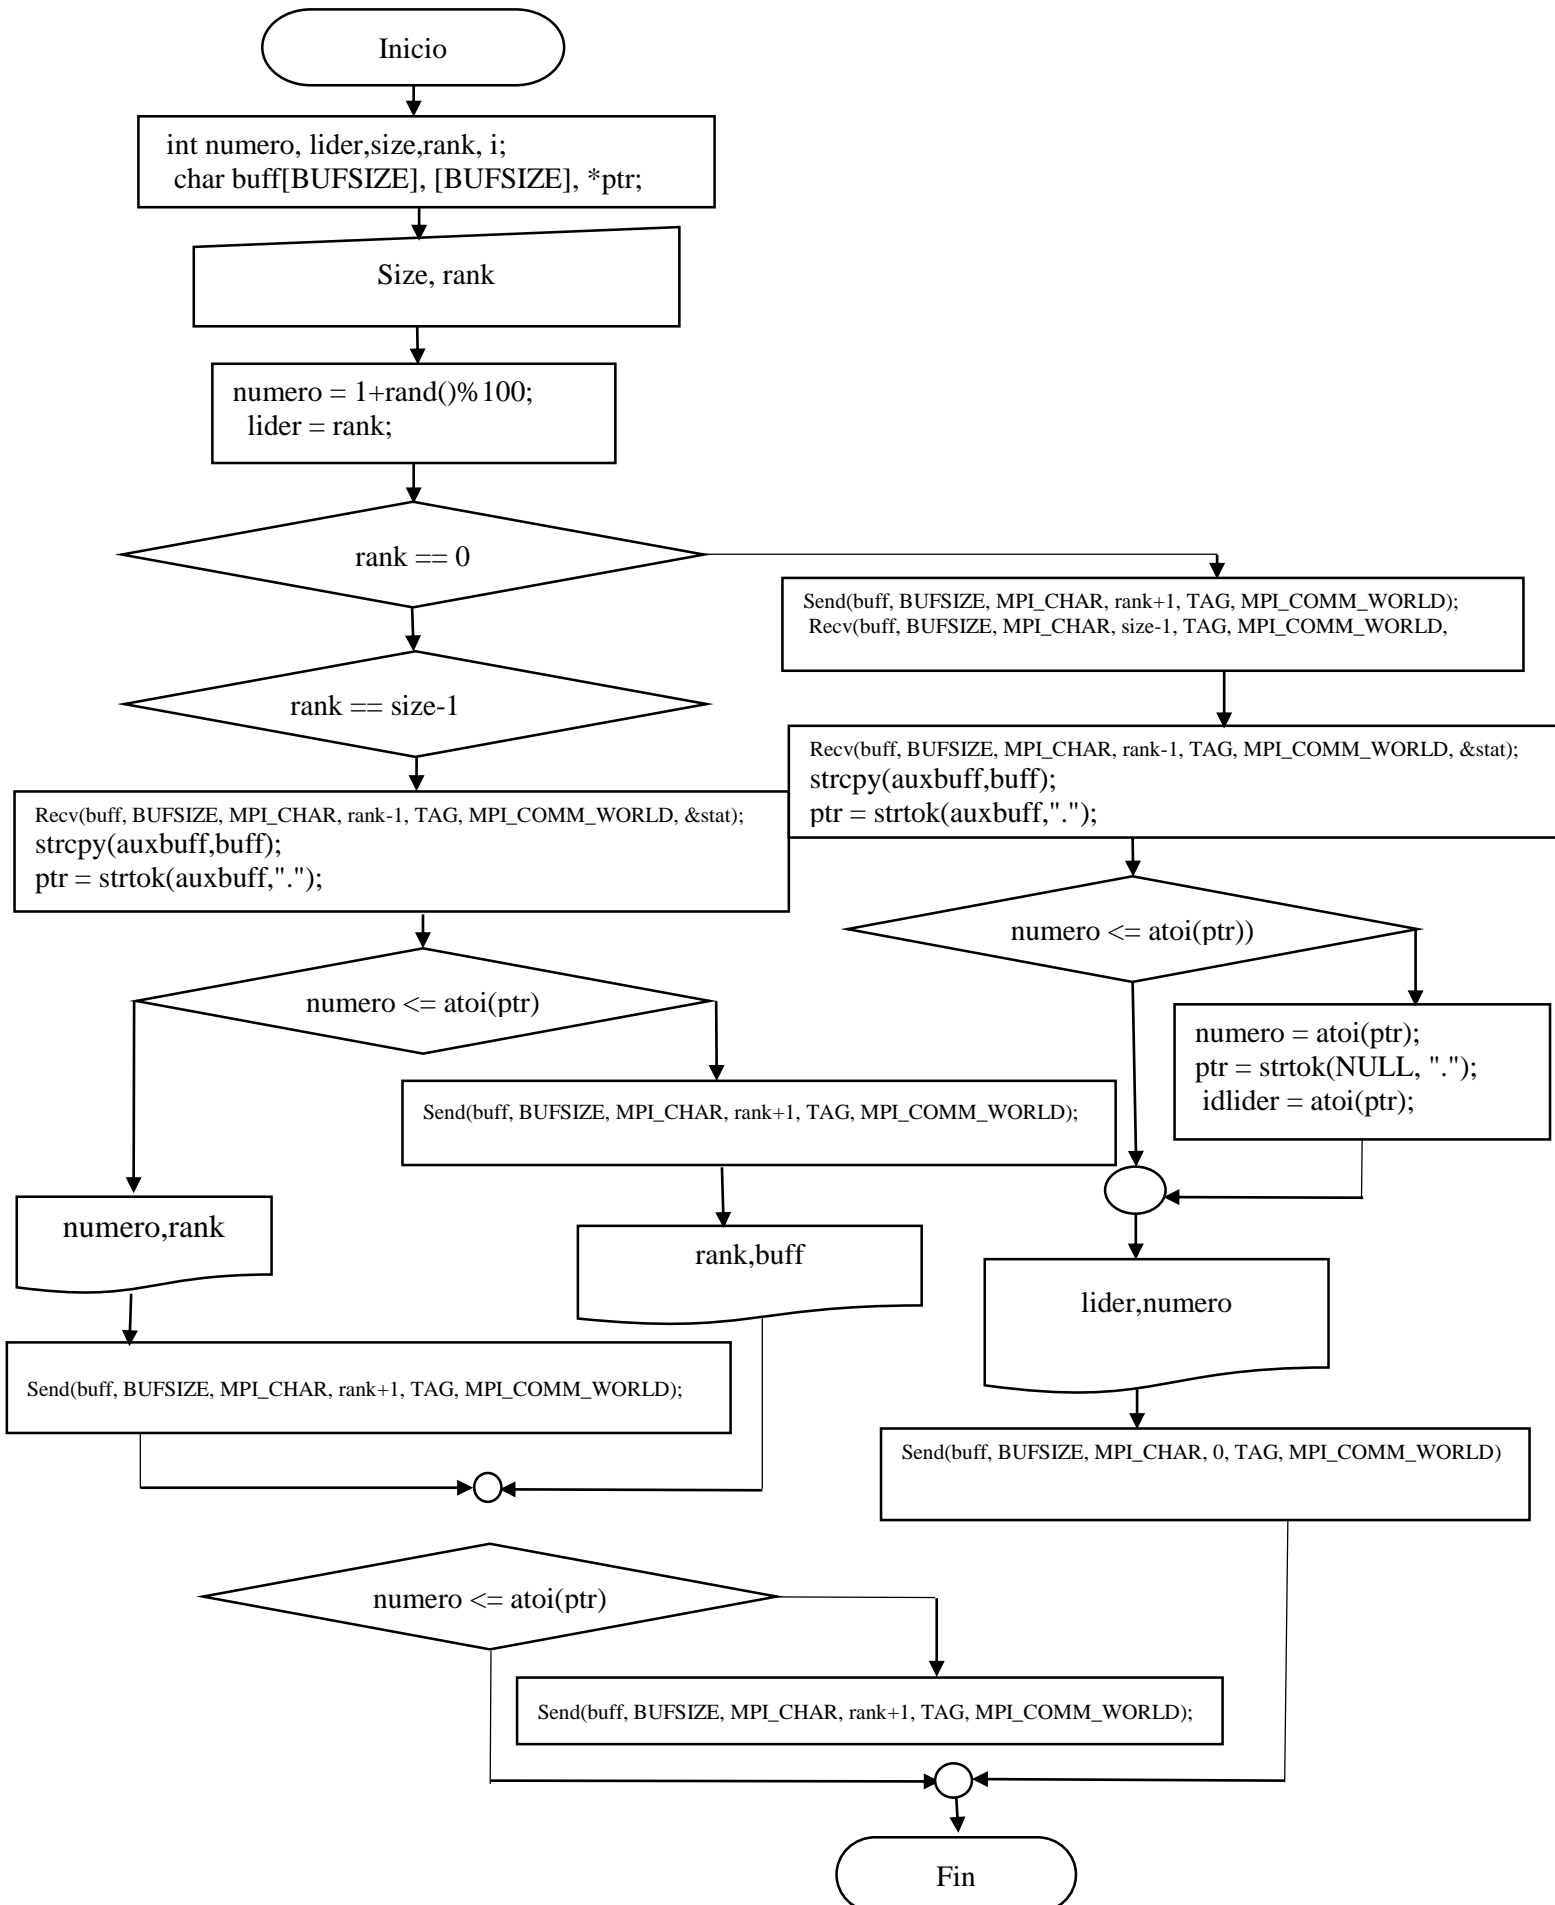 Inicio
int numero, lider,size,rank, i;
char buff[BUFSIZE], [BUFSIZE], *ptr;
Size, rank
numero = 1+rand()%100;
lider = rank;
rank == 0
Send(buff, BUFSIZE, MPI_CHAR, rank+1, TAG, MPI_COMM_WORLD);
Recv(buff, BUFSIZE, MPI_CHAR, size-1, TAG, MPI_COMM_WORLD,
rank == size-1
Recv(buff, BUFSIZE, MPI_CHAR, rank-1, TAG, MPI_COMM_WORLD, &stat);
strcpy(auxbuff,buff);
ptr = strtok(auxbuff,".");
Recv(buff, BUFSIZE, MPI_CHAR, rank-1, TAG, MPI_COMM_WORLD, &stat);
strcpy(auxbuff,buff);
ptr = strtok(auxbuff,".");
numero <= atoi(ptr))
numero <= atoi(ptr)
numero = atoi(ptr);
ptr = strtok(NULL, ".");
idlider = atoi(ptr);
Send(buff, BUFSIZE, MPI_CHAR, rank+1, TAG, MPI_COMM_WORLD);
numero,rank
rank,buff
lider,numero
Send(buff, BUFSIZE, MPI_CHAR, rank+1, TAG, MPI_COMM_WORLD);
Send(buff, BUFSIZE, MPI_CHAR, 0, TAG, MPI_COMM_WORLD)
numero <= atoi(ptr)
Send(buff, BUFSIZE, MPI_CHAR, rank+1, TAG, MPI_COMM_WORLD);
Fin